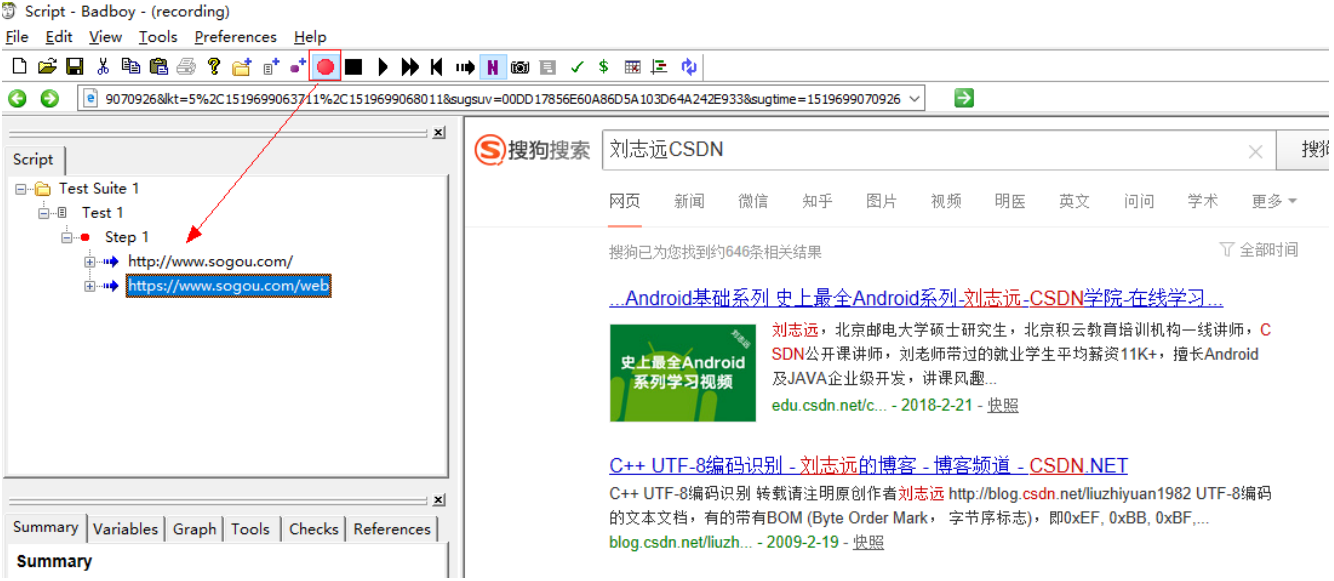 Script - Badboy - (recording)
File Edit View Tools Preferences Help
9070926&lkt=5%2C1519699063711%2C1519699068011&sugsuv=00DD17856E60A86D5A103D64A242E933&sugtime=1519699070926
Script
Test Suite 1
Test 1
Step 1
http://www.sogou.com/
https://www.sogou.com/web
Summary Variables Graph Tools Checks References
Summary
搜狗搜索 刘志远CSDN 搜狗
网页 新闻 微信 知乎 图片 视频 明医 英文 问问 学术 更多
搜狗已为您找到约646条相关结果 全部时间
...Android基础系列_史上最全Android系列-刘志远-CSDN学院-在线学习...
刘志远
史上最全Android
系列学习视频
刘志远，北京邮电大学硕士研究生，北京积云教育培训机构一线讲师，C
SDN公开课讲师，刘老师带过的就业学生平均薪资11K+，擅长Android
及JAVA企业级开发，讲课风趣...
edu.csdn.net/c... - 2018-2-21 - 快照
C++ UTF-8编码识别 - 刘志远的博客 - 博客频道 - CSDN.NET
C++ UTF-8编码识别 转载请注明原创作者刘志远 http://blog.csdn.net/liuzhiyuan1982 UTF-8编码
的文本文档，有的带有BOM (Byte Order Mark， 字节序标志)，即0xEF, 0xBB, 0xBF,...
blog.csdn.net/liuzh... - 2009-2-19 - 快照